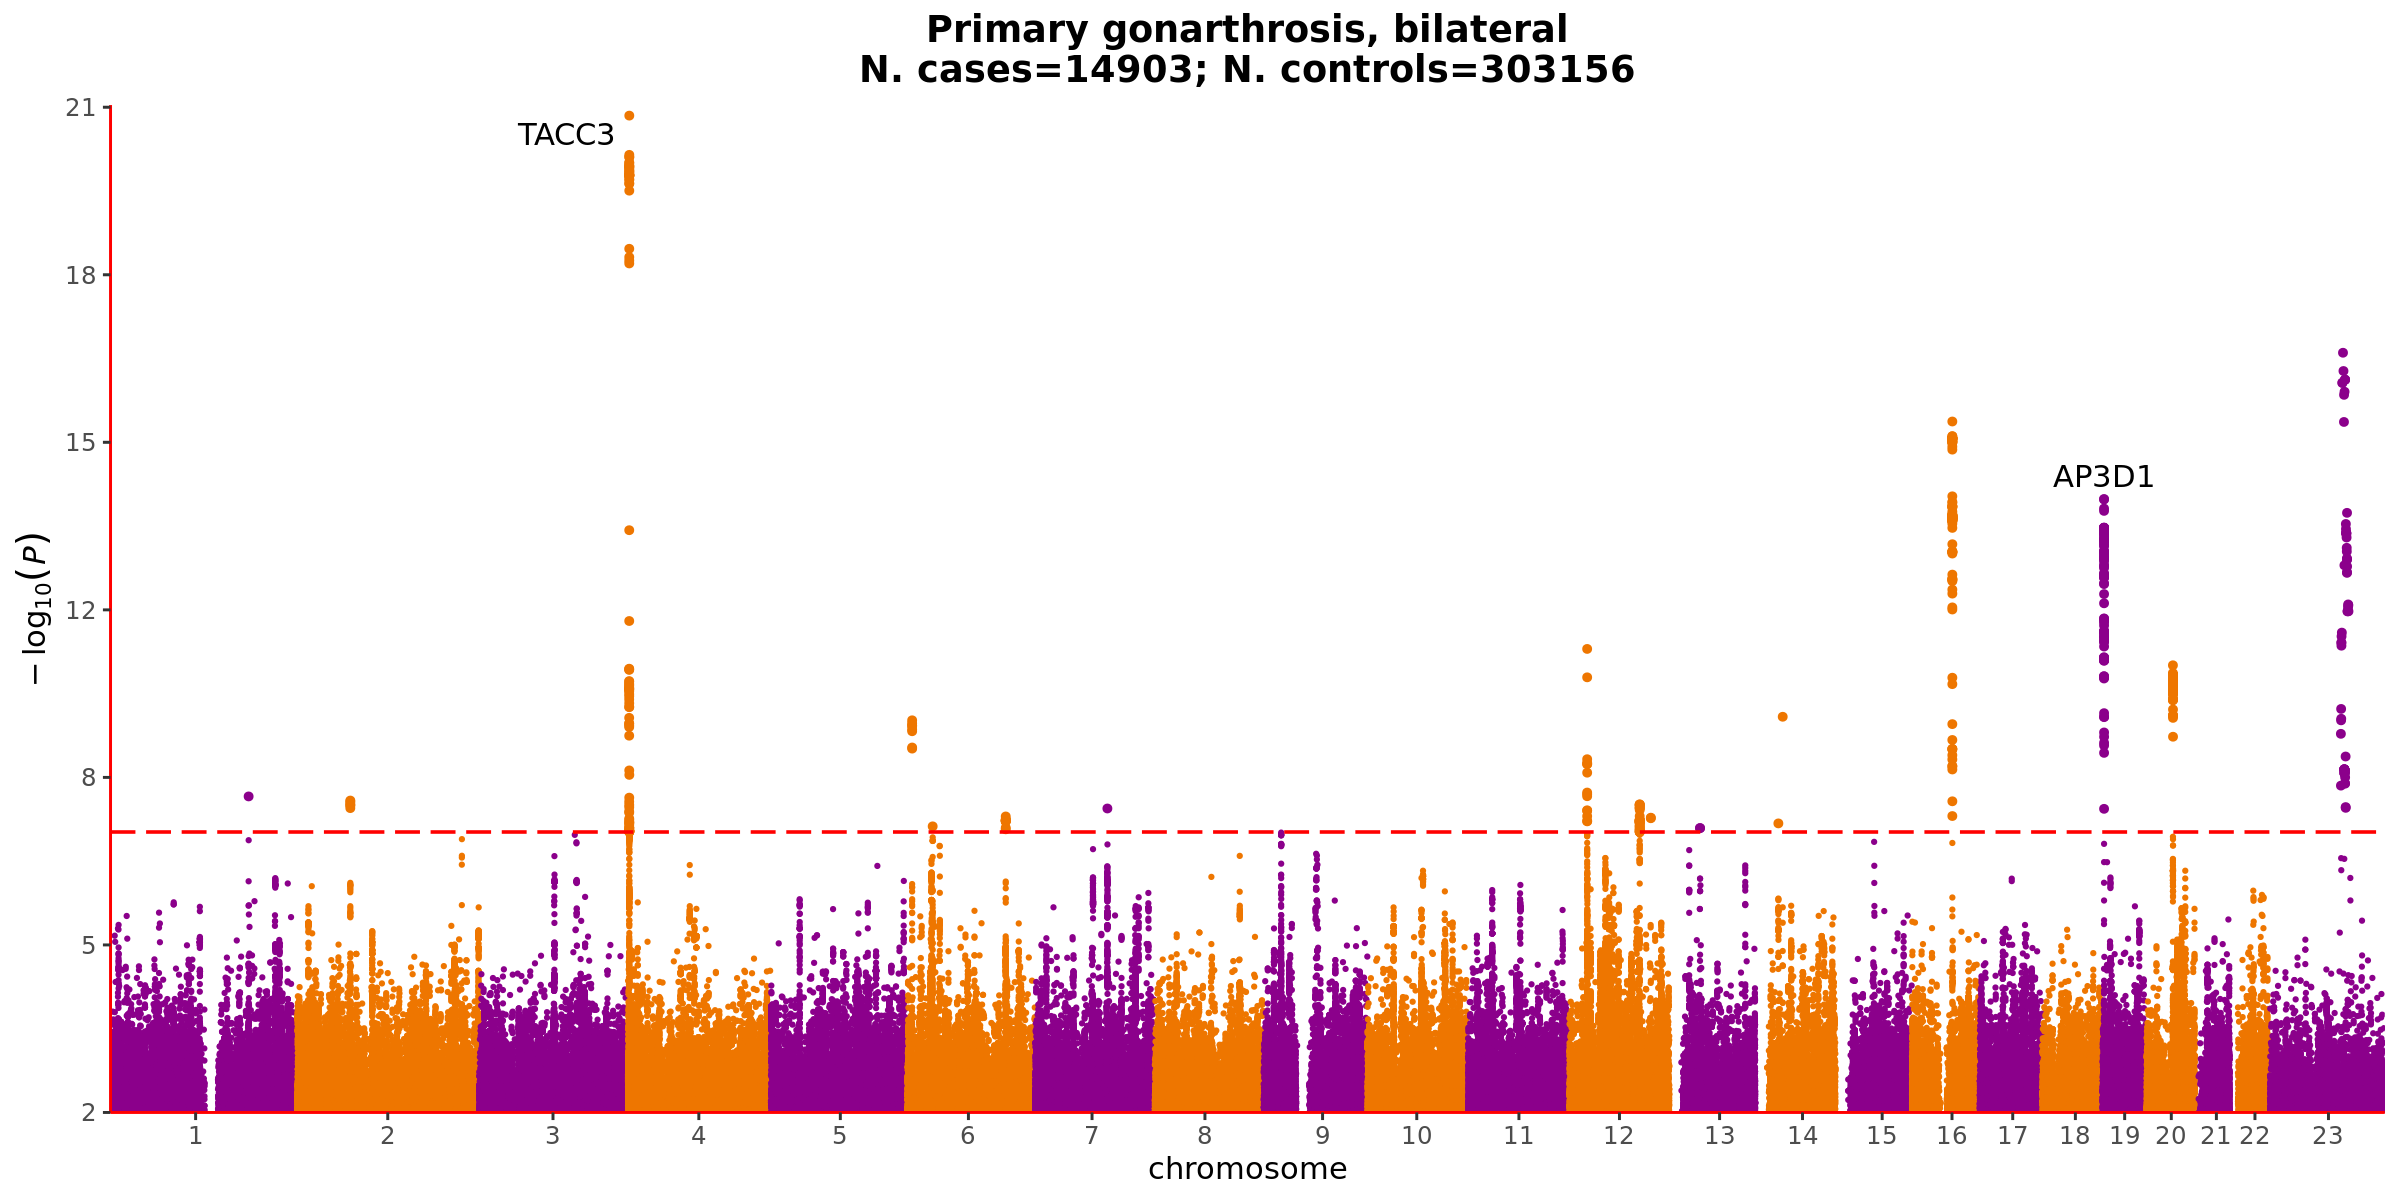 Primary gonarthrosis, bilateral
N. cases=14903; N. controls=303156
21
18
15
12
8
5
2
− log10(P)
TACC3
AP3D1
1 2 3 4 5 6 7 8 9 10 11 12 13 14 15 16 17 18 19 20 21 22 23
chromosome